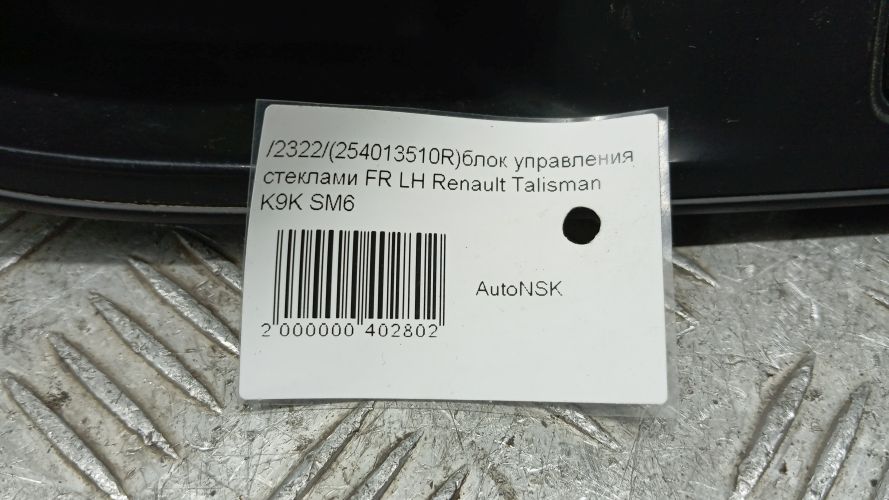 /2322/(254013510R)блок управления
стеклами FR LH Renault Talisman
K9K SM6
AutoNSK
2 000000 402802